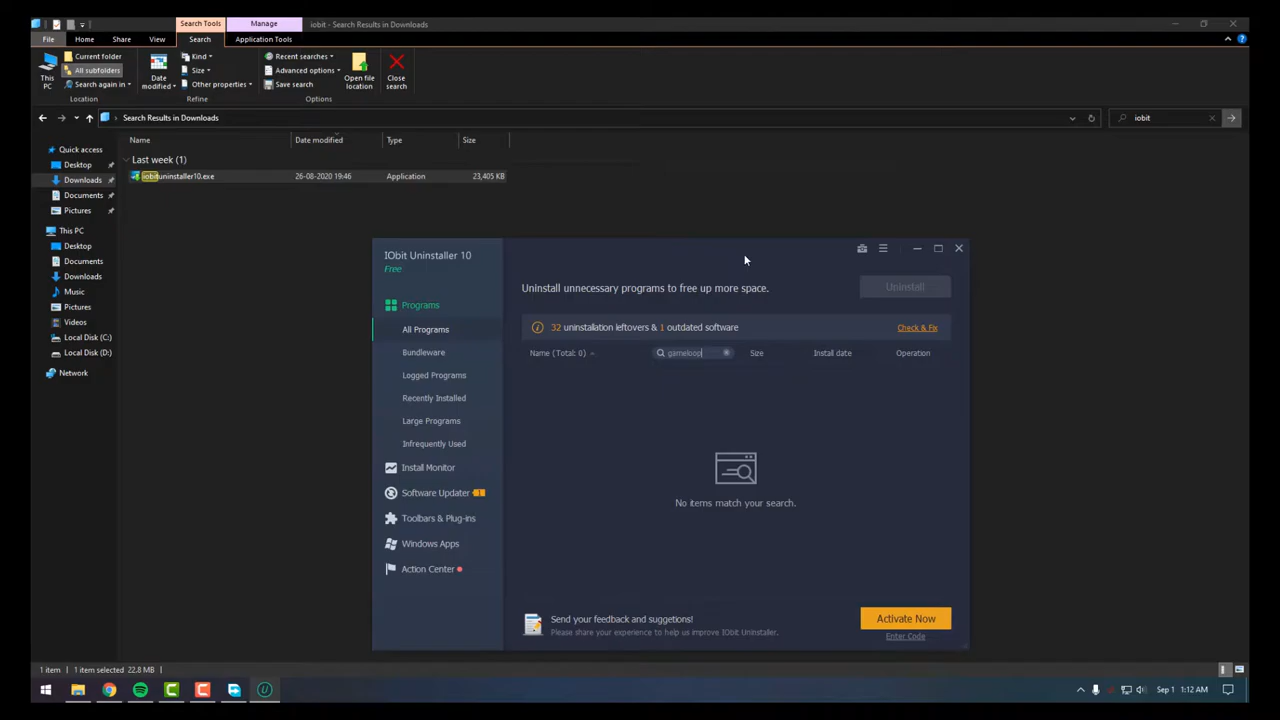 Search Tools
Manage
iobit - Search Results in Downloads
File
Home
Share
View
Search
Application Tools
This PC
Current folder
All subfolders
Search again in
Location
Date modified
Kind
Size
Other properties
Refine
Recent searches
Advanced options
Save search
Options
Open file location
Close search
Search Results in Downloads
iobit
Name
Date modified
Type
Size
Last week (1)
iobituninstaller10.exe
26-08-2020 19:46
Application
23,405 KB
Quick access
Desktop
Downloads
Documents
Pictures
This PC
Desktop
Documents
Downloads
Music
Pictures
Videos
Local Disk (C:)
Local Disk (D:)
Network
IObit Uninstaller 10
Free
Programs
All Programs
Bundleware
Logged Programs
Recently Installed
Large Programs
Infrequently Used
Install Monitor
Software Updater 1
Toolbars & Plug-ins
Windows Apps
Action Center
Uninstall unnecessary programs to free up more space.
Uninstall
32 uninstallation leftovers & 1 outdated software
Check & Fix
Name (Total: 0)
gameloop
Size
Install date
Operation
No items match your search.
Send your feedback and suggetions!
Please share your experience to help us improve IObit Uninstaller.
Activate Now
Enter Code
1 item
1 item selected 22.8 MB
Sep 1
1:12 AM